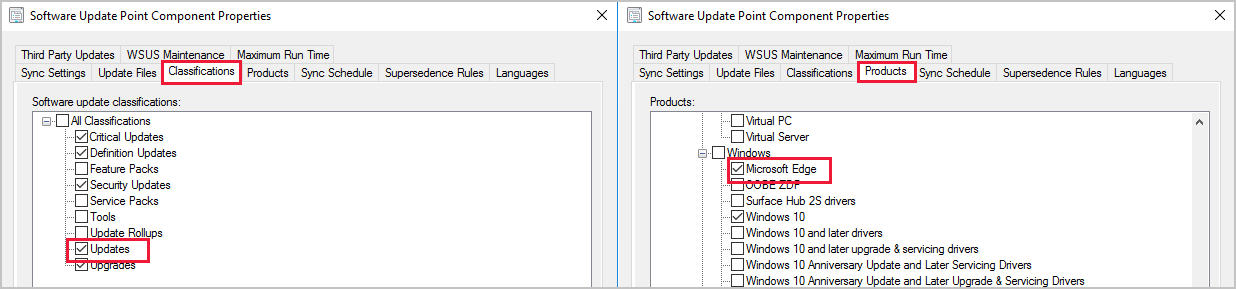 Software Update Point Component Properties
Third Party Updates WSUS Maintenance Maximum Run Time
Sync Settings Update Files Classifications Products Sync Schedule Supersedence Rules Languages
Software update classifications:
All Classifications
Critical Updates
Definition Updates
Feature Packs
Security Updates
Service Packs
Tools
Update Rollups
Updates
Upgrades
Software Update Point Component Properties
Third Party Updates WSUS Maintenance Maximum Run Time
Sync Settings Update Files Classifications Products Sync Schedule Supersedence Rules Languages
Products:
Virtual PC
Virtual Server
Windows
Microsoft Edge
OOBE ZDP
Surface Hub 2S drivers
Windows 10
Windows 10 and later drivers
Windows 10 and later upgrade & servicing drivers
Windows 10 Anniversary Update and Later Servicing Drivers
Windows 10 Anniversary Update and Later Upgrade & Servicing Drivers